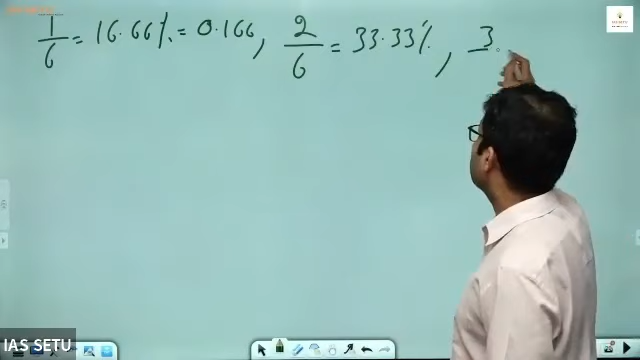 1/6 = 16.66% = 0.166, 2/6 = 33.33%, 3
IAS SETU